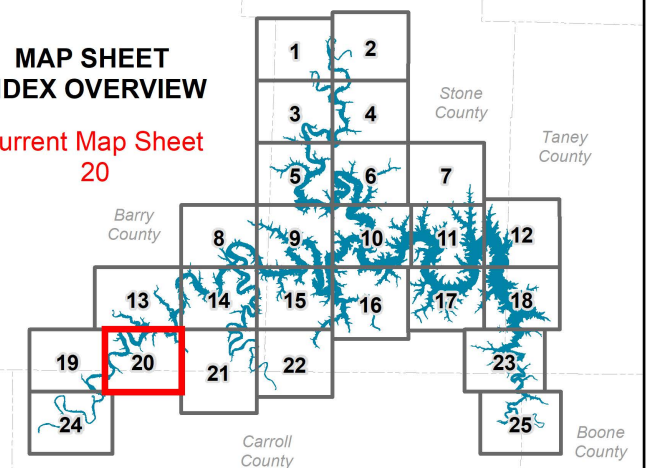 MAP SHEET
NDEX OVERVIEW
urrent Map Sheet
20
1
2
3
4
Stone
County
Taney
County
5
6
7
Barry
County
8
9
10
11
12
13
14
15
16
17
18
19
20
21
22
23
24
25
Carroll
County
Boone
County